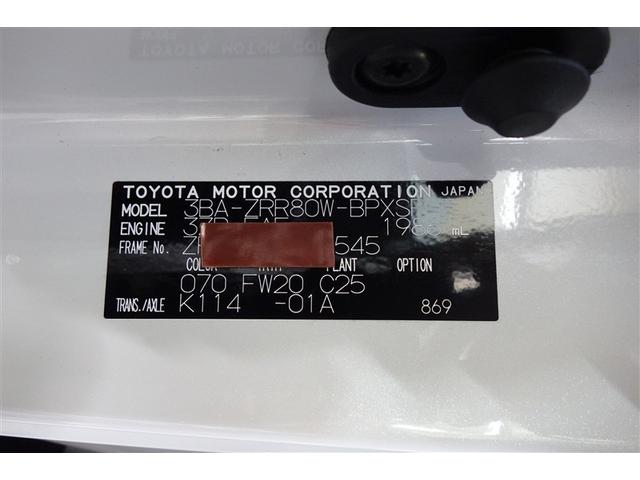 TOYOTA MOTOR CORPORATION JAPAN
MODEL 3BA-ZRR80W-BPXSP
ENGINE 1986 mL
FRAME No. 545
COLOR PLANT OPTION
070 FW20 C25
TRANS./AXLE K114 -01A 869